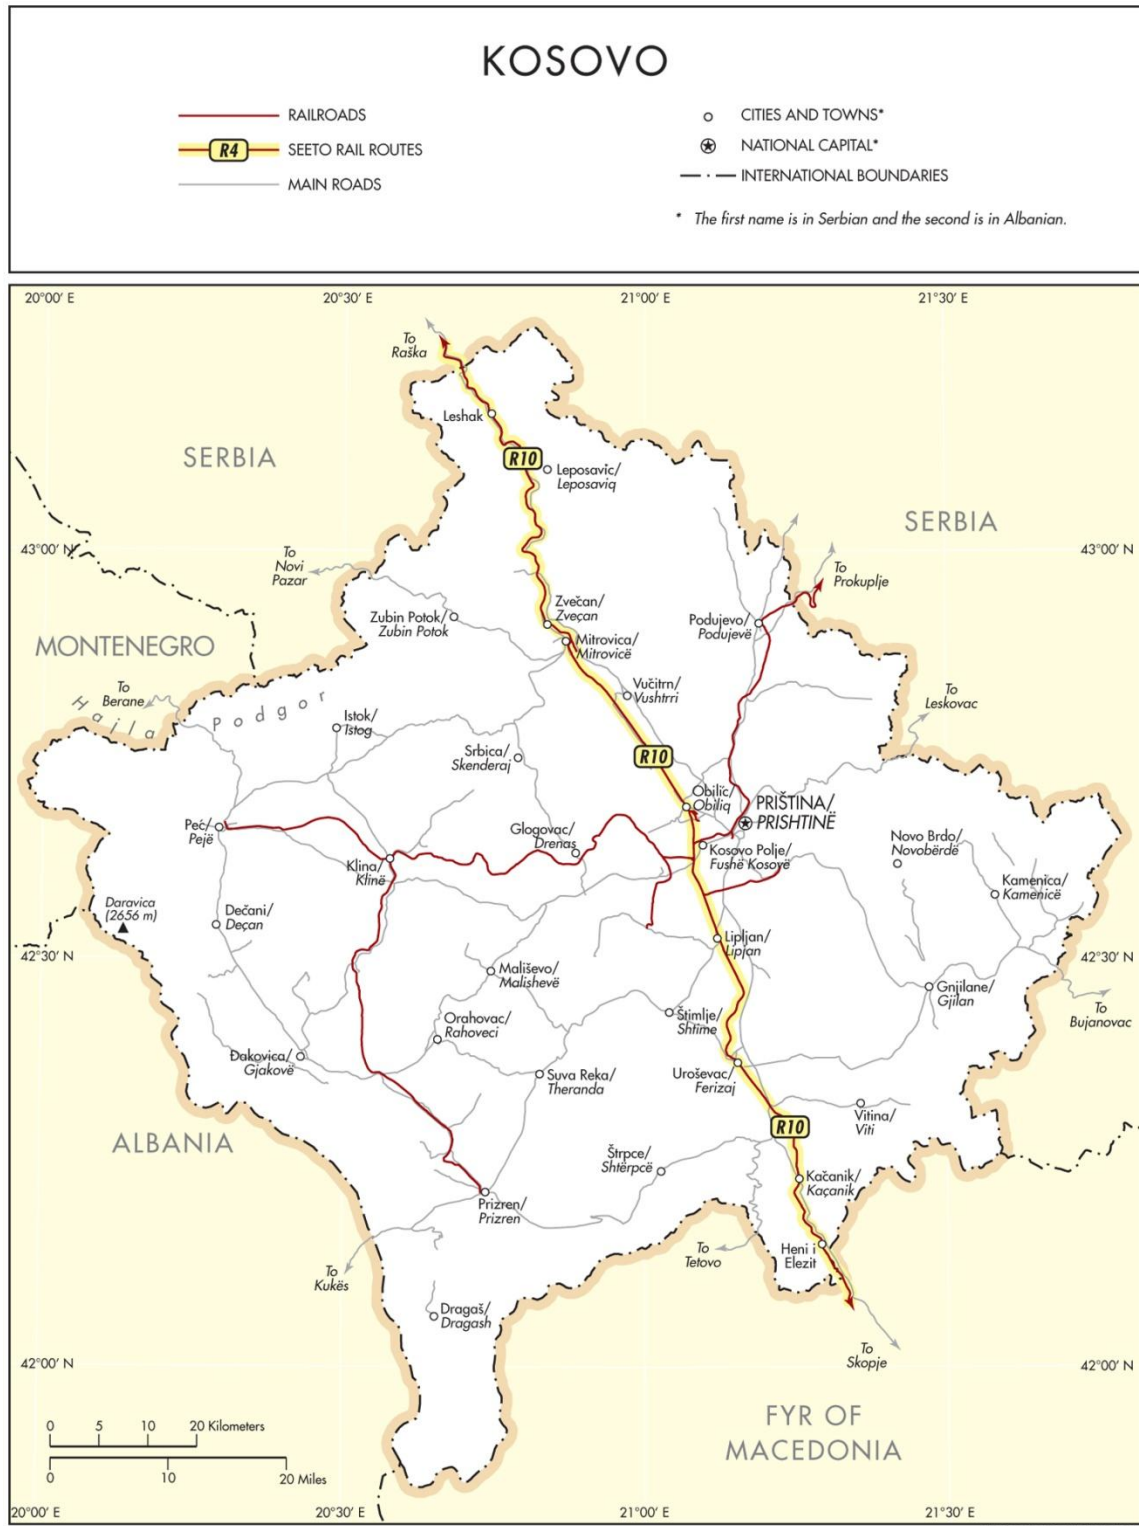 KOSOVO
RAILROADS
R4
SEETO RAIL ROUTES
MAIN ROADS
CITIES AND TOWNS*
NATIONAL CAPITAL*
INTERNATIONAL BOUNDARIES
* The first name is in Serbian and the second is in Albanian.
20°00′ E
20°30′ E
21°00′ E
21°30′ E
To
Raška
Leshak
SERBIA
R10
Leposavíc/
Leposaviq
SERBIA
43°00′ N
43°00′ N
To
Novi
Pazar
To
Prokuplje
Zvečan/
Zveçan
Zubin Potok/
Zubin Potok
Podujevo/
Podujevë
Mitrovica/
Mitrovicë
MONTENEGRO
To
Berane
Vučitrn/
Vushtrri
To
Leskovac
Hajla
Podgor
Istok/
Istog
Srbica/
Skenderaj
R10
Obilic/
Obiliq
PRIŠTINA/
PRISHTINË
Peć/
Pejë
Glogovac/
Drenas
Novo Brdo/
Novobërdë
Kosovo Polje/
Fushë Kosovë
Klina/
Klinë
Kamenica/
Kamenicë
Daravica
(2656 m)
Dečani/
Deçan
Lipljan/
Lipjan
42°30′ N
42°30′ N
Mališevo/
Malishevë
Gnjilane/
Gjilan
To
Bujanovac
Orahovac/
Rahoveci
Štimlje/
Shtime
Đakovica/
Gjakovë
Suva Reka/
Theranda
Uroševac/
Ferizaj
Vitina/
Viti
R10
ALBANIA
Štrpce/
Shtërpcë
Kačanik/
Kaçanik
Prizren/
Prizren
To
Tetovo
Heni i
Elezit
To
Kukës
Dragaš/
Dragash
To
Skopje
42°00′ N
42°00′ N
FYR OF
MACEDONIA
0 5 10 20 Kilometers
0 10 20 Miles
20°00′ E
20°30′ E
21°00′ E
21°30′ E